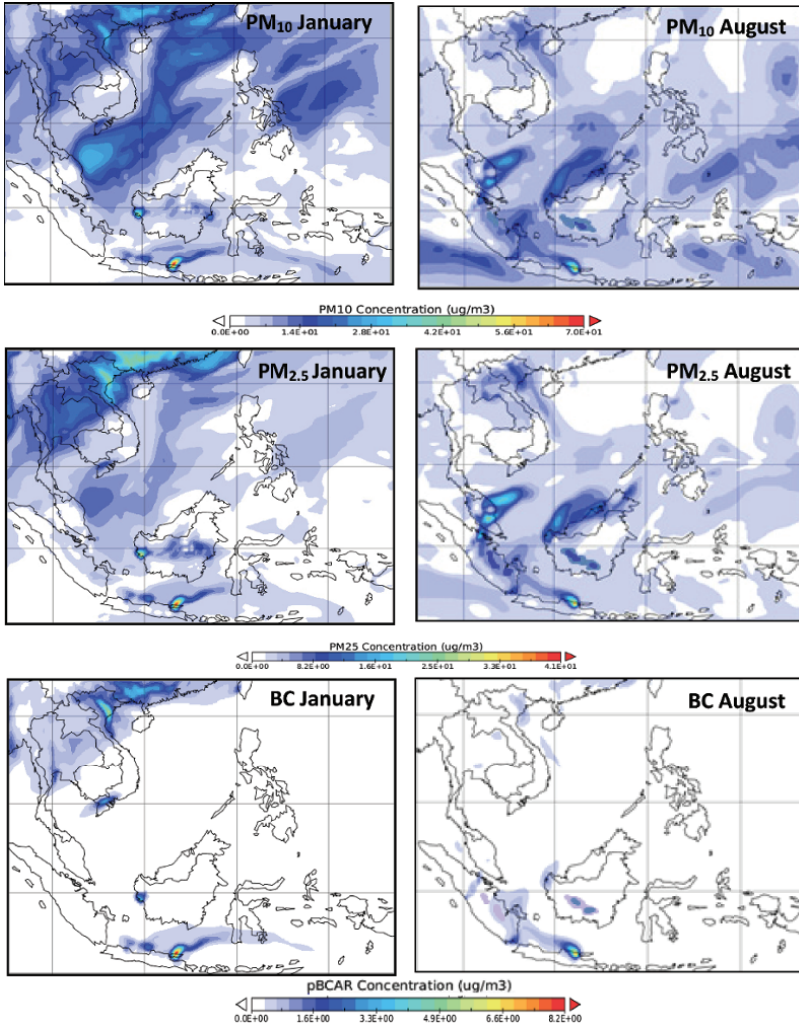 PM₁₀ January
PM₁₀ August
PM10 Concentration (ug/m3)
0.0E+00 1.4E+01 2.8E+01 4.2E+01 5.6E+01 7.0E+01
PM₂.₅ January
PM₂.₅ August
PM25 Concentration (ug/m3)
0.0E+00 8.2E+00 1.6E+01 2.5E+01 3.3E+01 4.1E+01
BC January
BC August
pBCAR Concentration (ug/m3)
0.0E+00 1.6E+00 3.3E+00 4.9E+00 6.6E+00 8.2E+00